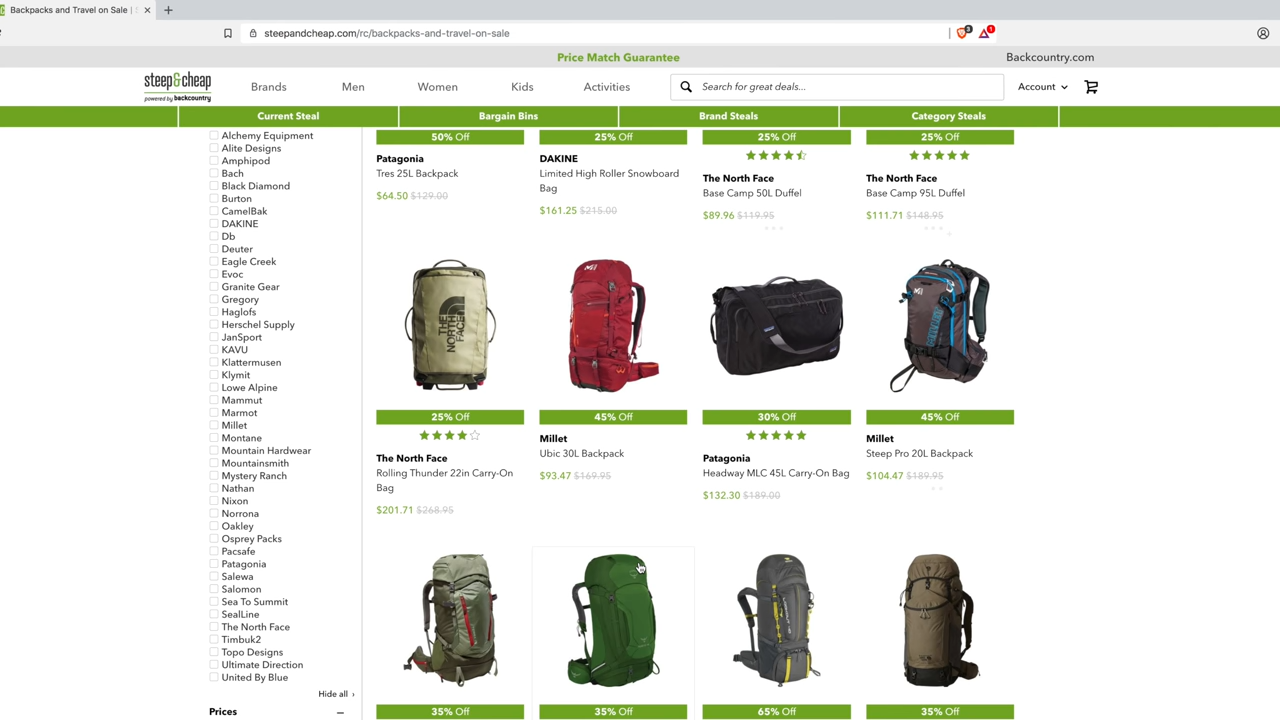 Backpacks and Travel on Sale |
steepandcheap.com/rc/backpacks-and-travel-on-sale
3
1
Price Match Guarantee
Backcountry.com
steep&cheap
powered by backcountry
Brands
Men
Women
Kids
Activities
Search for great deals...
Account
Current Steal
Bargain Bins
Brand Steals
Category Steals
Alchemy Equipment
Alite Designs
Amphipod
Bach
Black Diamond
Burton
CamelBak
DAKINE
Db
Deuter
Eagle Creek
Evoc
Granite Gear
Gregory
Haglofs
Herschel Supply
JanSport
KAVU
Klattermusen
Klymit
Lowe Alpine
Mammut
Marmot
Millet
Montane
Mountain Hardwear
Mountainsmith
Mystery Ranch
Nathan
Nixon
Norrona
Oakley
Osprey Packs
Pacsafe
Patagonia
Salewa
Salomon
Sea To Summit
SealLine
The North Face
Timbuk2
Topo Designs
Ultimate Direction
United By Blue
Hide all ›
Prices
50% Off
Patagonia
Tres 25L Backpack
$64.50 $129.00
25% Off
DAKINE
Limited High Roller Snowboard
Bag
$161.25 $215.00
25% Off
The North Face
Base Camp 50L Duffel
$89.96 $119.95
25% Off
The North Face
Base Camp 95L Duffel
$111.71 $148.95
THE
NORTH
FACE
25% Off
The North Face
Rolling Thunder 22in Carry-On
Bag
$201.71 $268.95
45% Off
Millet
Ubic 30L Backpack
$93.47 $169.95
30% Off
Patagonia
Headway MLC 45L Carry-On Bag
$132.30 $189.00
45% Off
Millet
Steep Pro 20L Backpack
$104.47 $189.95
35% Off
35% Off
65% Off
35% Off